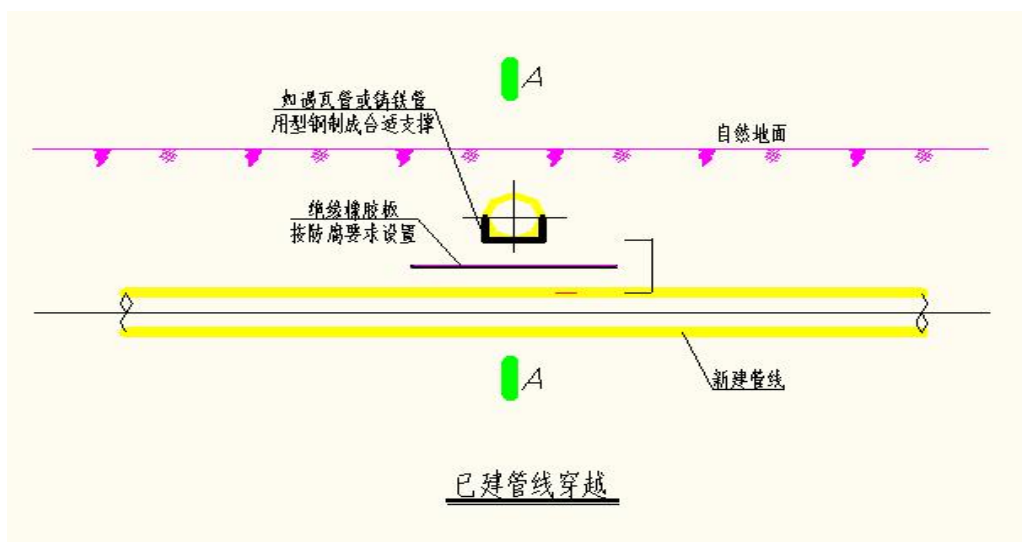 A
如遇瓦管或铸铁管
用型钢制成合适支撑
自然地面
绝缘橡胶板
按防腐要求设置
A
新建管线
已建管线穿越